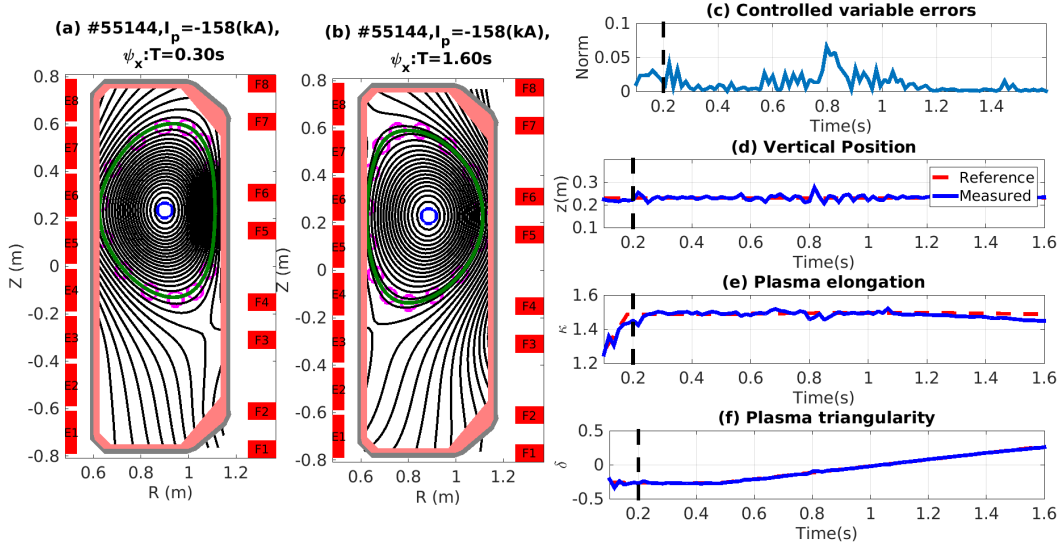 (a) #55144,I_p=-158(kA),
ψ_x:T=0.30s
Z (m)
0.8
0.6
0.4
0.2
0
-0.2
-0.4
-0.6
-0.8
E8
E7
E6
E5
E4
E3
E2
E1
F8
F7
F6
F5
F4
F3
F2
F1
0.6
0.8
1
1.2
R (m)
(b) #55144,I_p=-158(kA),
ψ_x:T=1.60s
Z (m)
0.8
0.6
0.4
0.2
0
-0.2
-0.4
-0.6
-0.8
E8
E7
E6
E5
E4
E3
E2
E1
F8
F7
F6
F5
F4
F3
F2
F1
0.6
0.8
1
1.2
R (m)
(c) Controlled variable errors
Norm
0.1
0.05
0
0.2
0.4
0.6
0.8
1
1.2
1.4
Time(s)
(d) Vertical Position
z(m)
0.3
0.2
0.1
Reference
Measured
0.2
0.4
0.6
0.8
1
1.2
1.4
1.6
Time(s)
(e) Plasma elongation
κ
1.6
1.4
1.2
0.2
0.4
0.6
0.8
1
1.2
1.4
1.6
Time(s)
(f) Plasma triangularity
δ
0.5
0
-0.5
0.2
0.4
0.6
0.8
1
1.2
1.4
1.6
Time(s)